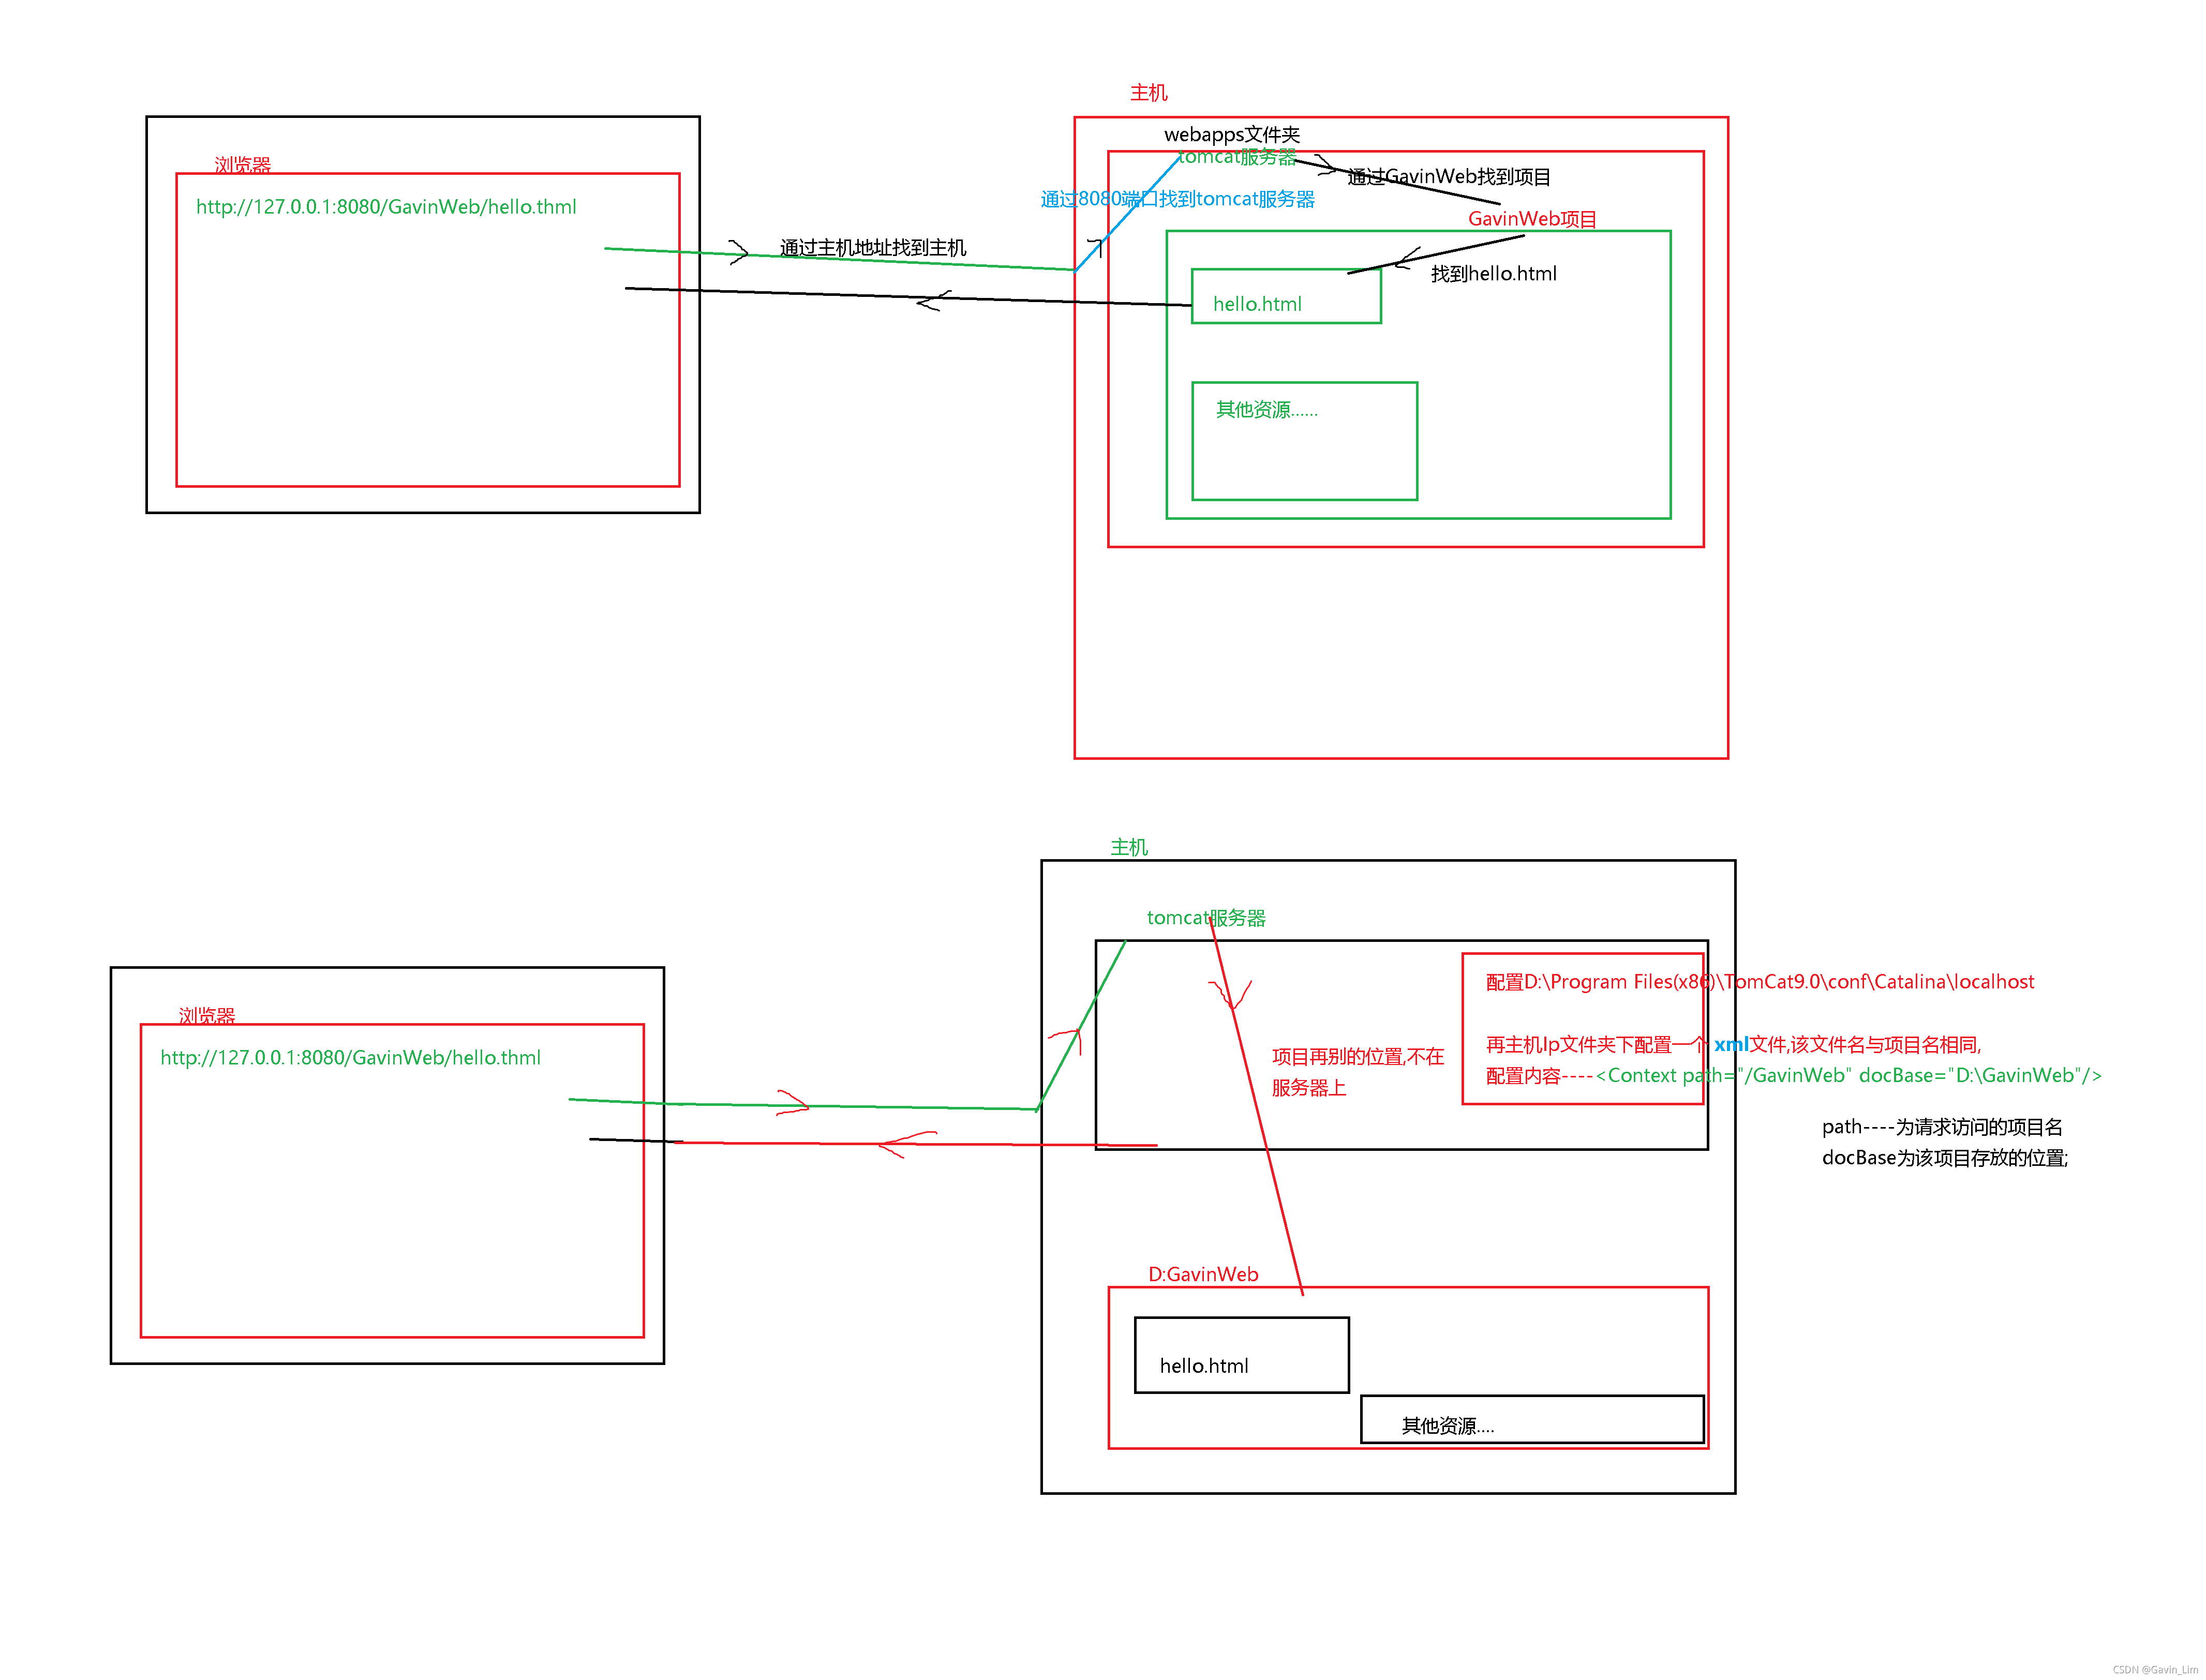 主机
webapps文件夹
tomcat服务器
浏览器
通过GavinWeb找到项目
http://127.0.0.1:8080/GavinWeb/hello.thml
通过8080端口找到tomcat服务器
GavinWeb项目
通过主机地址找到主机
找到hello.html
hello.html
其他资源......
主机
tomcat服务器
配置D:\Program Files(x86)\TomCat9.0\conf\Catalina\localhost
浏览器
http://127.0.0.1:8080/GavinWeb/hello.thml
再主机Ip文件夹下配置一个 xml文件,该文件名与项目名相同,
配置内容----<Context path="/GavinWeb" docBase="D:\GavinWeb"/>
项目再别的位置,不在
服务器上
path----为请求访问的项目名
docBase为该项目存放的位置;
D:GavinWeb
hello.html
其他资源....
CSDN @Gavin_Lim